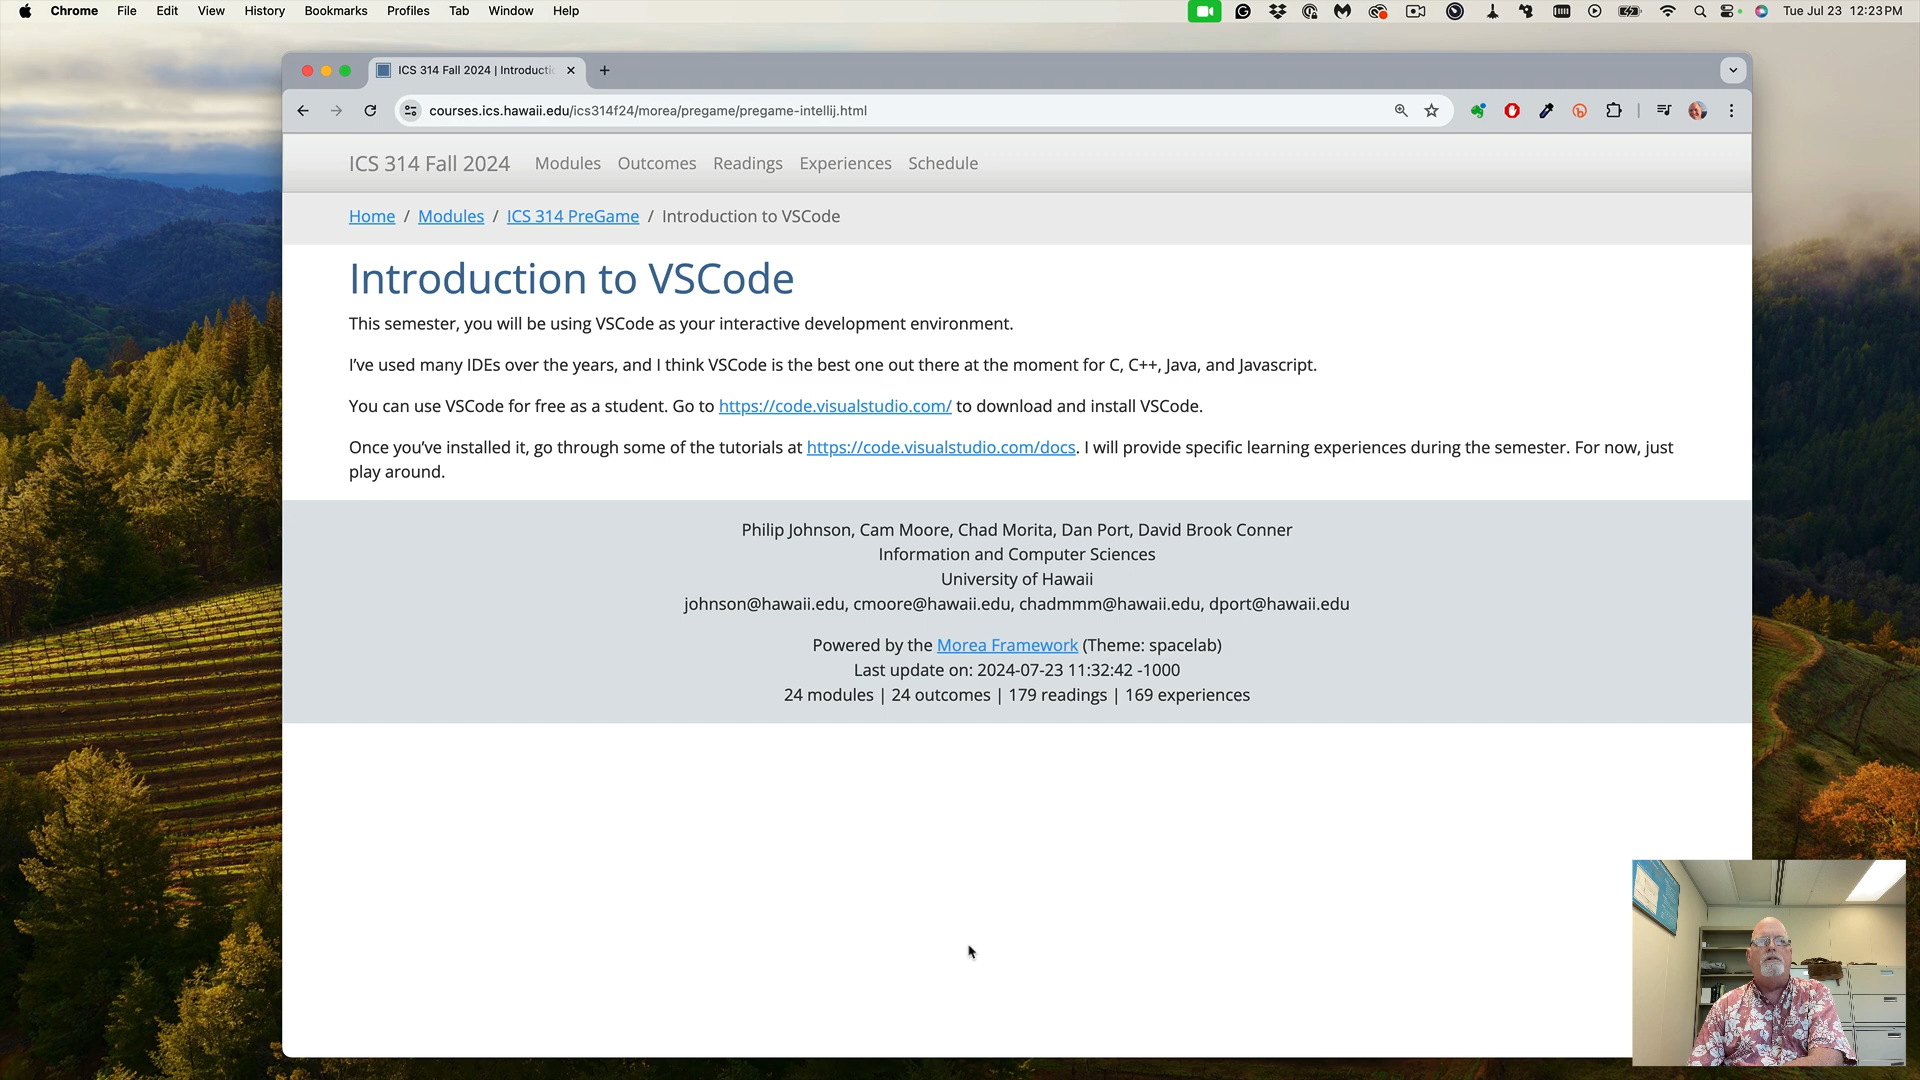 Chrome File Edit View History Bookmarks Profiles Tab Window Help Tue Jul 23 12:23 PM
ICS 314 Fall 2024 | Introducti
courses.ics.hawaii.edu/ics314f24/morea/pregame/pregame-intellij.html
ICS 314 Fall 2024 Modules Outcomes Readings Experiences Schedule
Home / Modules / ICS 314 PreGame / Introduction to VSCode
Introduction to VSCode
This semester, you will be using VSCode as your interactive development environment.
I've used many IDEs over the years, and I think VSCode is the best one out there at the moment for C, C++, Java, and Javascript.
You can use VSCode for free as a student. Go to https://code.visualstudio.com/ to download and install VSCode.
Once you've installed it, go through some of the tutorials at https://code.visualstudio.com/docs. I will provide specific learning experiences during the semester. For now, just
play around.
Philip Johnson, Cam Moore, Chad Morita, Dan Port, David Brook Conner
Information and Computer Sciences
University of Hawaii
johnson@hawaii.edu, cmoore@hawaii.edu, chadmmm@hawaii.edu, dport@hawaii.edu
Powered by the Morea Framework (Theme: spacelab)
Last update on: 2024-07-23 11:32:42 -1000
24 modules | 24 outcomes | 179 readings | 169 experiences